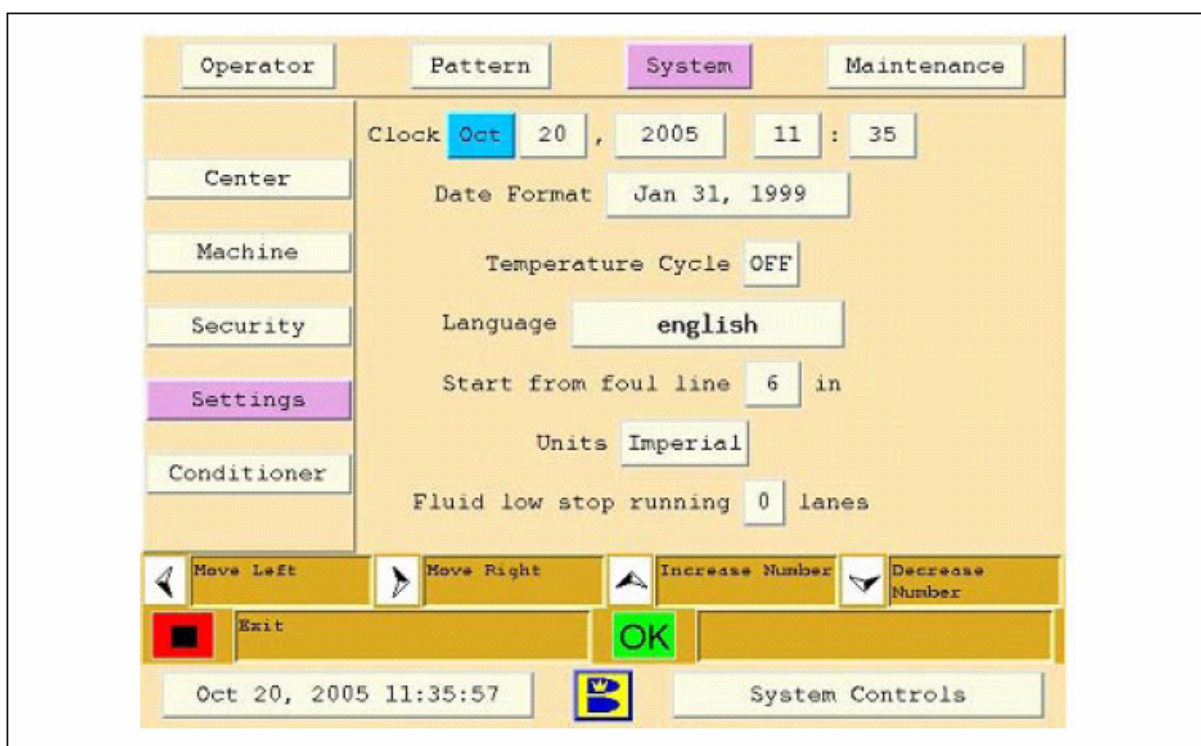 Operator Pattern System Maintenance
Clock Oct 20 , 2005 11 : 35
Center
Date Format Jan 31, 1999
Machine
Temperature Cycle OFF
Security
Language english
Settings
Start from foul line 6 in
Units Imperial
Conditioner
Fluid low stop running 0 lanes
Move Left Move Right Increase Number Decrease
Number
Exit OK
Oct 20, 2005 11:35:57 B System Controls